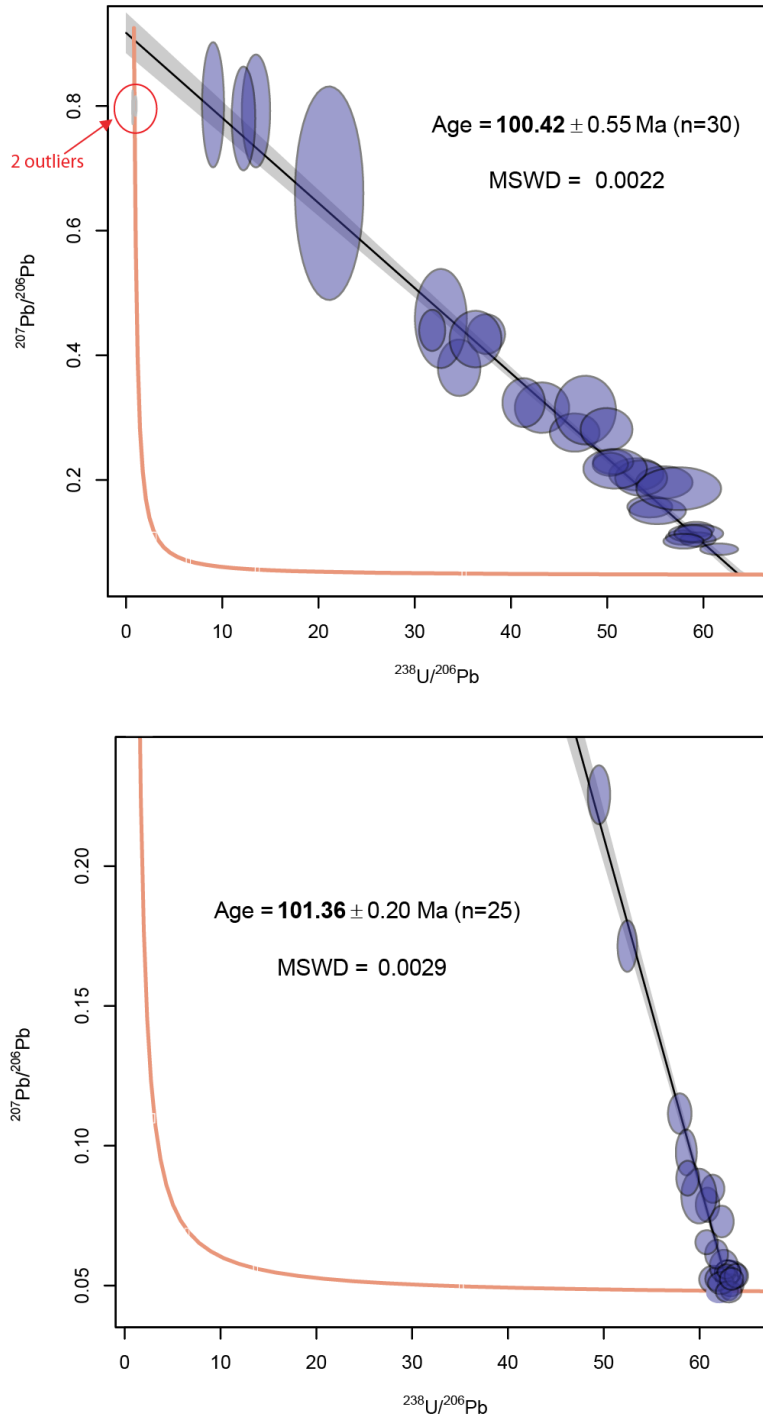 0.8
0.6
0.4
0.2
²⁰⁷Pb/²⁰⁶Pb
2 outliers
Age = 100.42 ± 0.55 Ma (n=30)
MSWD = 0.0022
0 10 20 30 40 50 60
²³⁸U/²⁰⁶Pb
0.20
0.15
0.10
0.05
²⁰⁷Pb/²⁰⁶Pb
Age = 101.36 ± 0.20 Ma (n=25)
MSWD = 0.0029
0 10 20 30 40 50 60
²³⁸U/²⁰⁶Pb